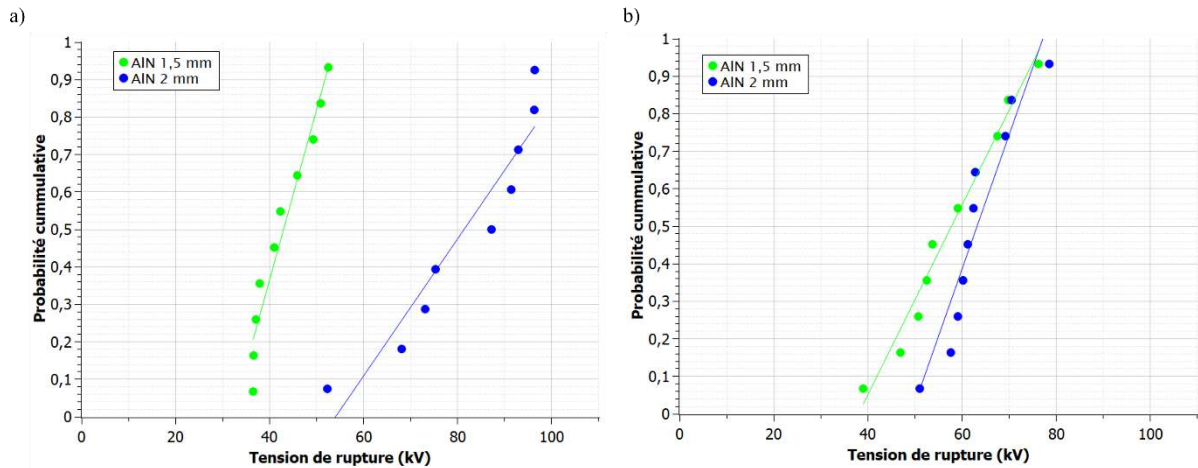 a)
1
0,9
0,8
0,7
0,6
0,5
0,4
0,3
0,2
0,1
0
Probabilité cummulative
AlN 1,5 mm
AlN 2 mm
0 20 40 60 80 100
Tension de rupture (kV)
b)
1
0,9
0,8
0,7
0,6
0,5
0,4
0,3
0,2
0,1
0
Probabilité cummulative
AlN 1,5 mm
AlN 2 mm
0 20 40 60 80 100
Tension de rupture (kV)